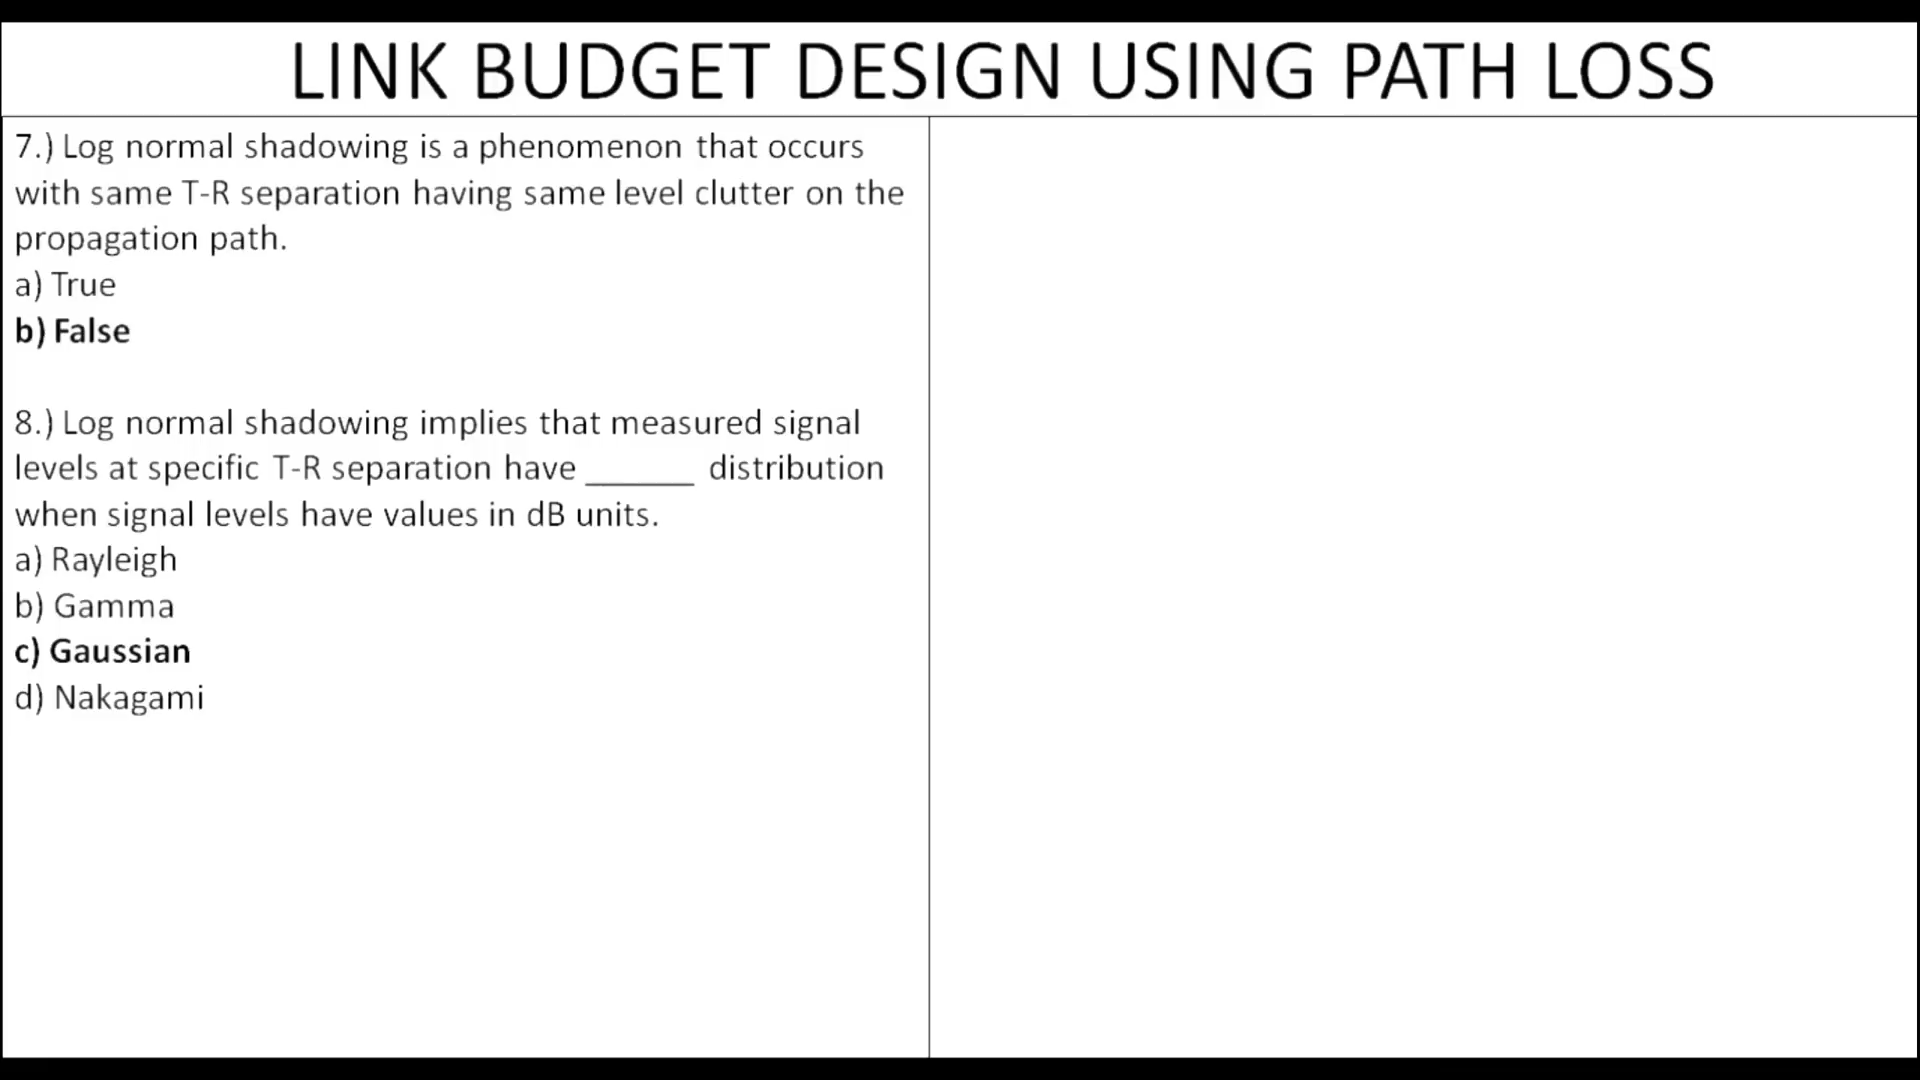 LINK BUDGET DESIGN USING PATH LOSS
7.) Log normal shadowing is a phenomenon that occurs
with same T-R separation having same level clutter on the
propagation path.
a) True
b) False
8.) Log normal shadowing implies that measured signal
levels at specific T-R separation have ______ distribution
when signal levels have values in dB units.
a) Rayleigh
b) Gamma
c) Gaussian
d) Nakagami